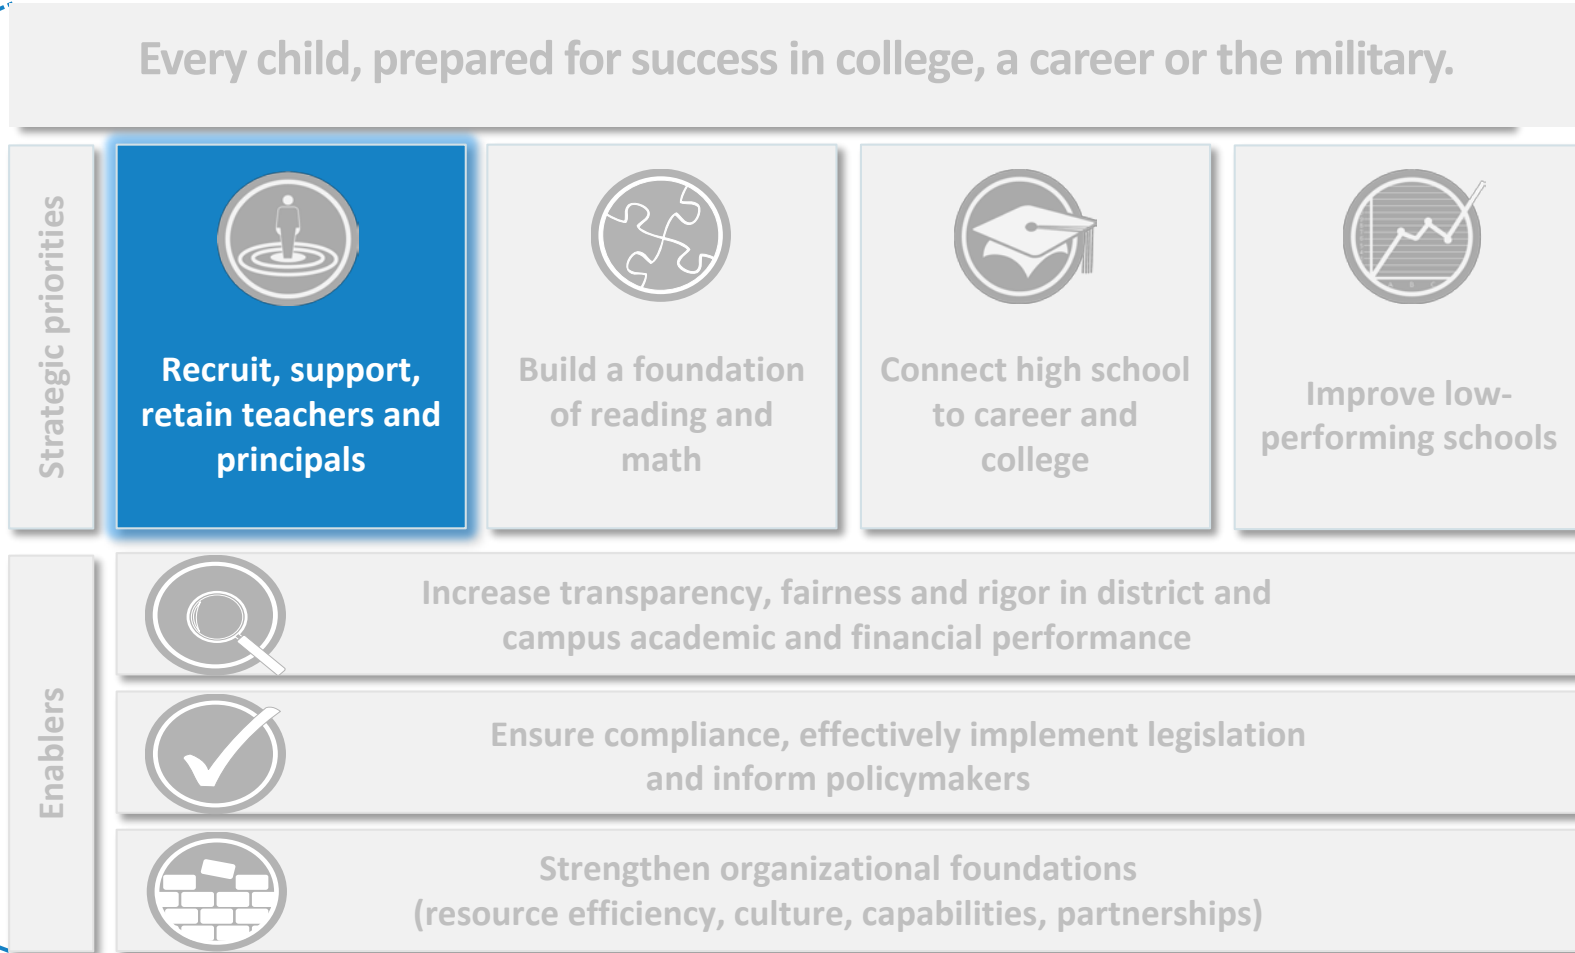 Every child, prepared for success in college, a career or the military.
Strategic priorities
Recruit, support,
retain teachers and
principals
Build a foundation
of reading and
math
Connect high school
to career and
college
Improve low-
performing schools
Enablers
Increase transparency, fairness and rigor in district and
campus academic and financial performance
Ensure compliance, effectively implement legislation
and inform policymakers
Strengthen organizational foundations
(resource efficiency, culture, capabilities, partnerships)